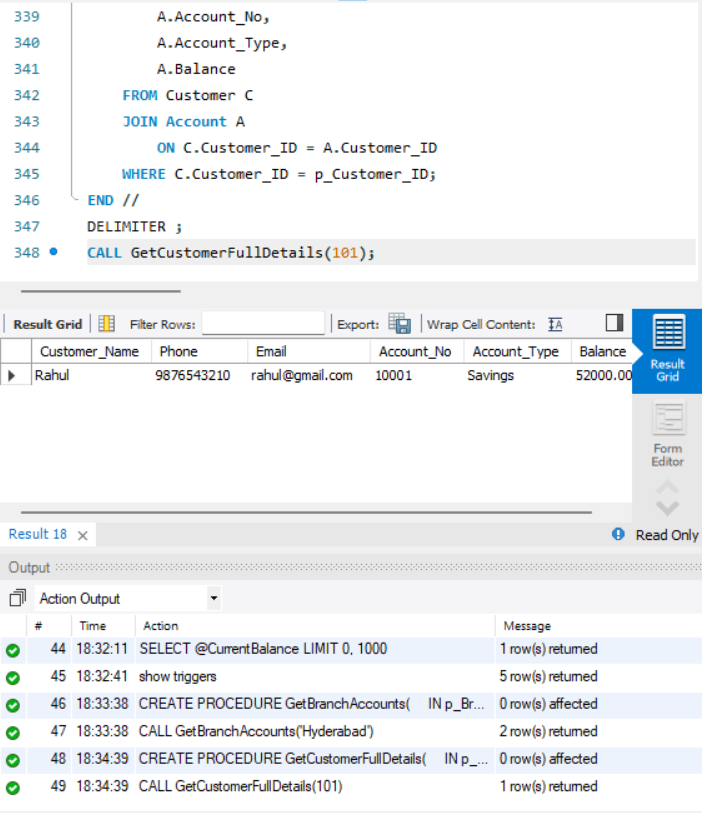 339 A.Account_No,
340 A.Account_Type,
341 A.Balance
342 FROM Customer C
343 JOIN Account A
344 ON C.Customer_ID = A.Customer_ID
345 WHERE C.Customer_ID = p_Customer_ID;
346 END //
347 DELIMITER ;
348 CALL GetCustomerFullDetails(101);
Result Grid Filter Rows: Export: Wrap Cell Content: IA
Customer_Name Phone Email Account_No Account_Type Balance
Rahul 9876543210 rahul@gmail.com 10001 Savings 52000.00
Result
Grid
Form
Editor
Result 18 Read Only
Output
Action Output
# Time Action Message
44 18:32:11 SELECT @CurrentBalance LIMIT 0, 1000 1 row(s) returned
45 18:32:41 show triggers 5 row(s) returned
46 18:33:38 CREATE PROCEDURE GetBranchAccounts( IN p_Br... 0 row(s) affected
47 18:33:38 CALL GetBranchAccounts('Hyderabad') 2 row(s) returned
48 18:34:39 CREATE PROCEDURE GetCustomerFullDetails( IN p_... 0 row(s) affected
49 18:34:39 CALL GetCustomerFullDetails(101) 1 row(s) returned